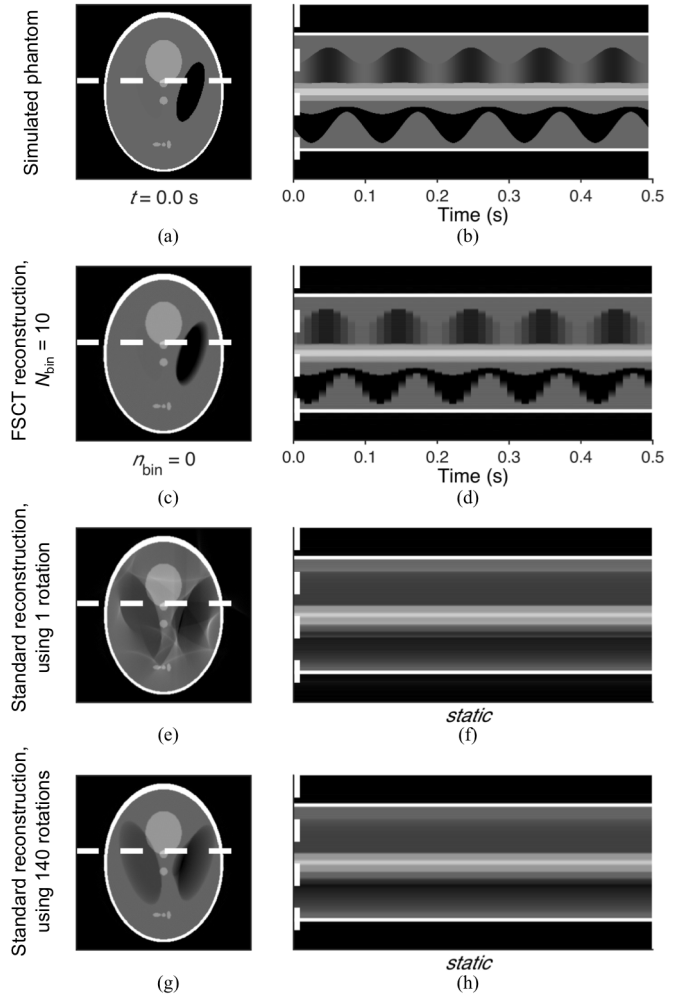 Simulated phantom
t = 0.0 s
(a)
0.0 0.1 0.2 0.3 0.4 0.5
Time (s)
(b)
FSCT reconstruction,
Nbin = 10
nbin = 0
(c)
0.0 0.1 0.2 0.3 0.4 0.5
Time (s)
(d)
Standard reconstruction,
using 1 rotation
(e)
static
(f)
Standard reconstruction,
using 140 rotations
(g)
static
(h)